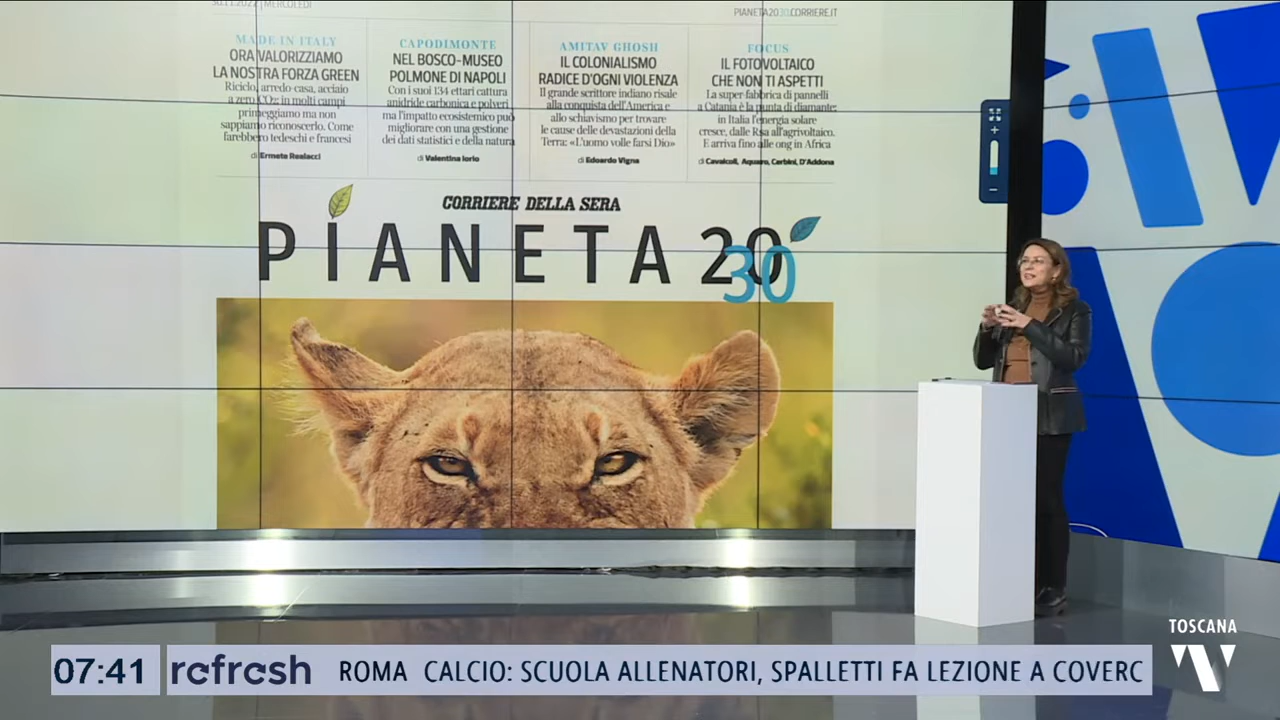 30.11.2022 | MERCOLEDÌ
PIANETA2030.CORRIERE.IT
MADE IN ITALY
ORA VALORIZZIAMO
LA NOSTRA FORZA GREEN
Riciclo, arredo-casa, acciaio
a zero CO2: in molti campi
primeggiamo ma non
sappiamo riconoscerlo. Come
farebbero tedeschi e francesi
di Ermete Realacci
CAPODIMONTE
NEL BOSCO-MUSEO
POLMONE DI NAPOLI
Con i suoi 134 ettari cattura
anidride carbonica e polveri
ma l'impatto ecosistemico può
migliorare con una gestione
dei dati statistici e della natura
di Valentina Iorio
AMITAV GHOSH
IL COLONIALISMO
RADICE D'OGNI VIOLENZA
Il grande scrittore indiano risale
alla conquista dell'America e
allo schiavismo per trovare
le cause delle devastazioni della
Terra: «L'uomo volle farsi Dio»
di Edoardo Vigna
FOCUS
IL FOTOVOLTAICO
CHE NON TI ASPETTI
La super-fabbrica di pannelli
a Catania è la punta di diamante:
in Italia l'energia solare
cresce, dalle Rsa all'agrivoltaico.
E arriva fino alle ong in Africa
di Cavalcoli, Aquaro, Cerbini, D'Addona
CORRIERE DELLA SERA
PIANETA 2030
TOSCANA
07:41 refresh ROMA CALCIO: SCUOLA ALLENATORI, SPALLETTI FA LEZIONE A COVERC